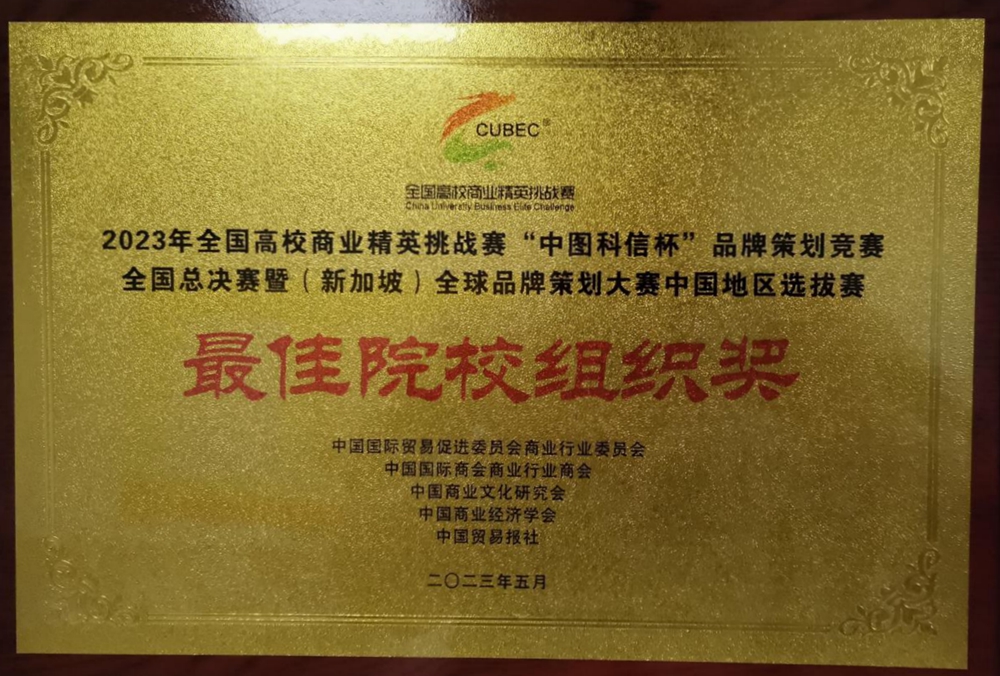 CUBEC®
全国高校商业精英挑战赛
China University Business Elite Challenge
2023年全国高校商业精英挑战赛“中图科信杯”品牌策划竞赛
全国总决赛暨（新加坡）全球品牌策划大赛中国地区选拔赛
最佳院校组织奖
中国国际贸易促进委员会商业行业委员会
中国国际商会商业行业商会
中国商业文化研究会
中国商业经济学会
中国贸易报社
二〇二三年五月